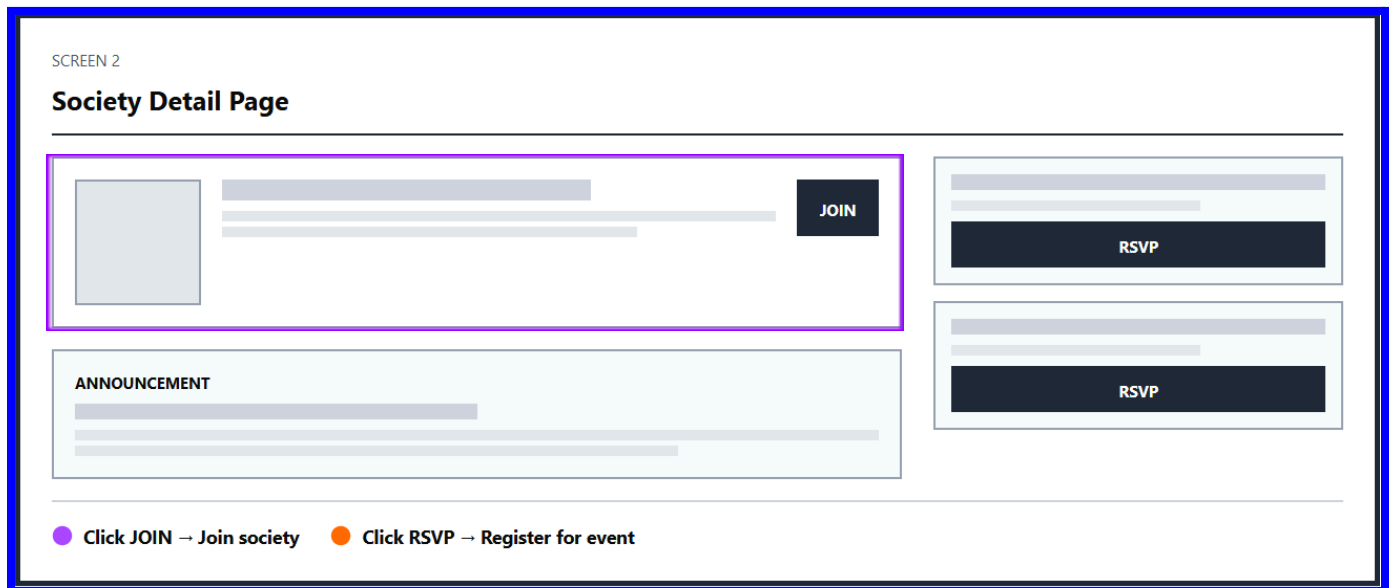 SCREEN 2
Society Detail Page
JOIN
ANNOUNCEMENT
RSVP
RSVP
Click JOIN → Join society
Click RSVP → Register for event